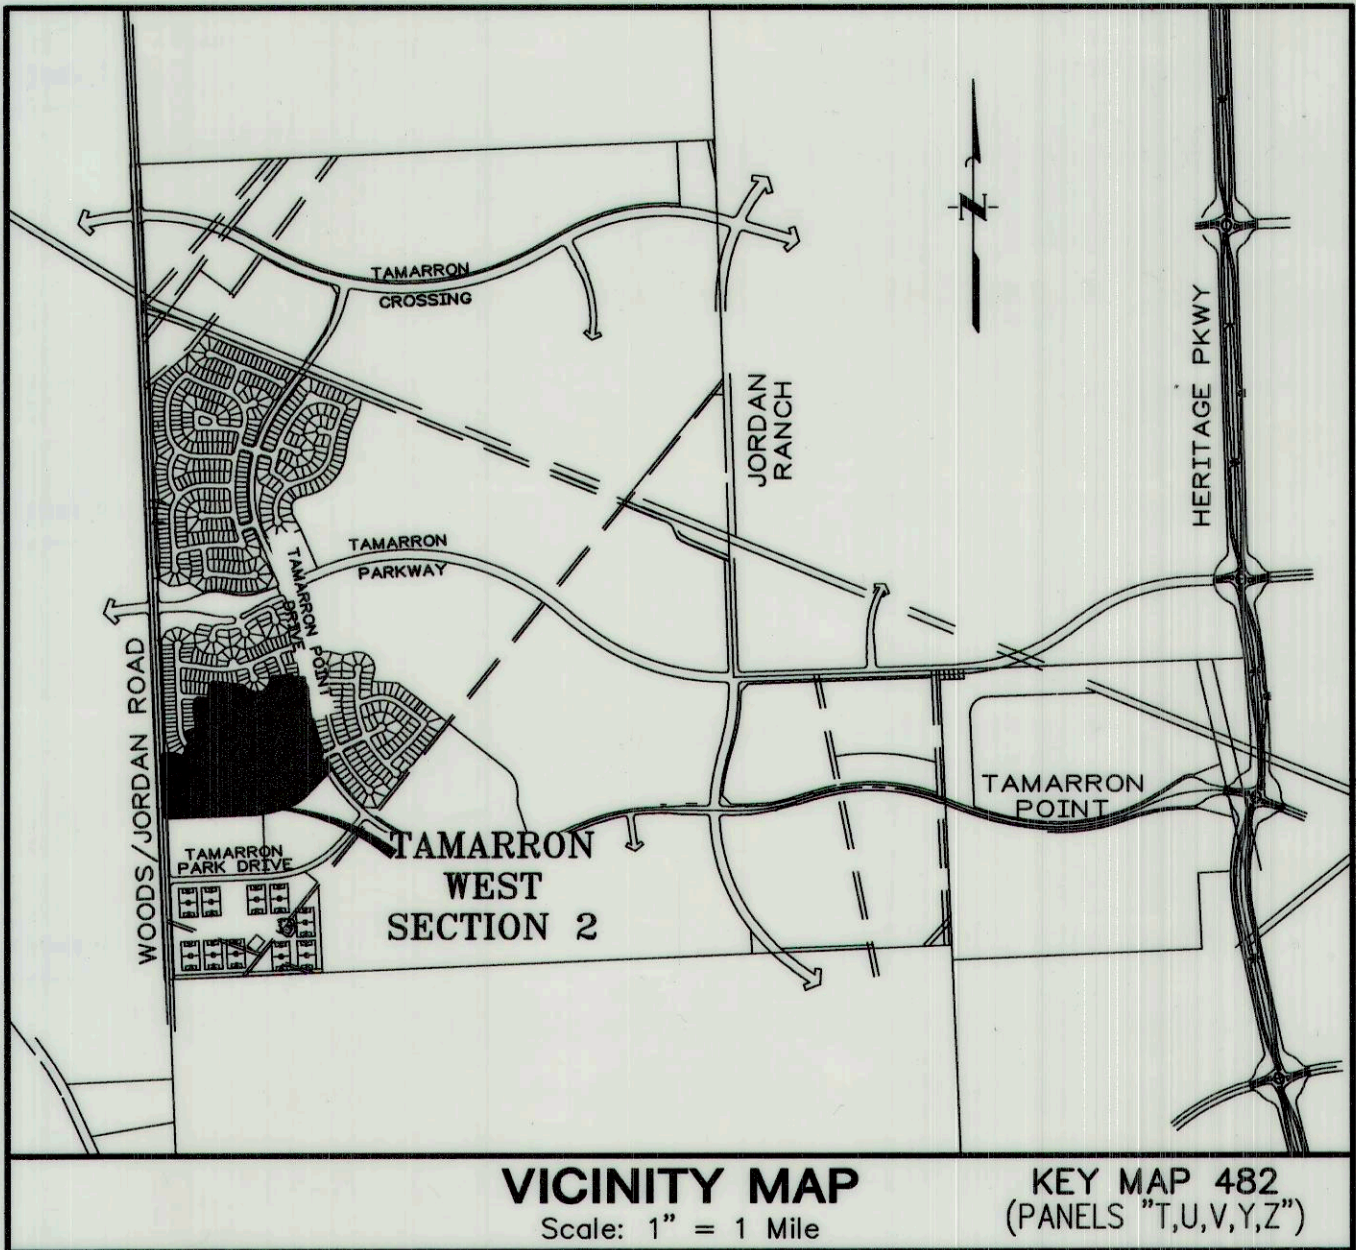 TAMARRON
CROSSING
N
HERITAGE PKWY
JORDAN
RANCH
TAMARRON
PARKWAY
TAMARRON POINT
DRIVE
WOODS/JORDAN ROAD
TAMARRON
POINT
TAMARRON
WEST
SECTION 2
TAMARRON
PARK DRIVE
VICINITY MAP
Scale: 1" = 1 Mile
KEY MAP 482
(PANELS "T,U,V,Y,Z")